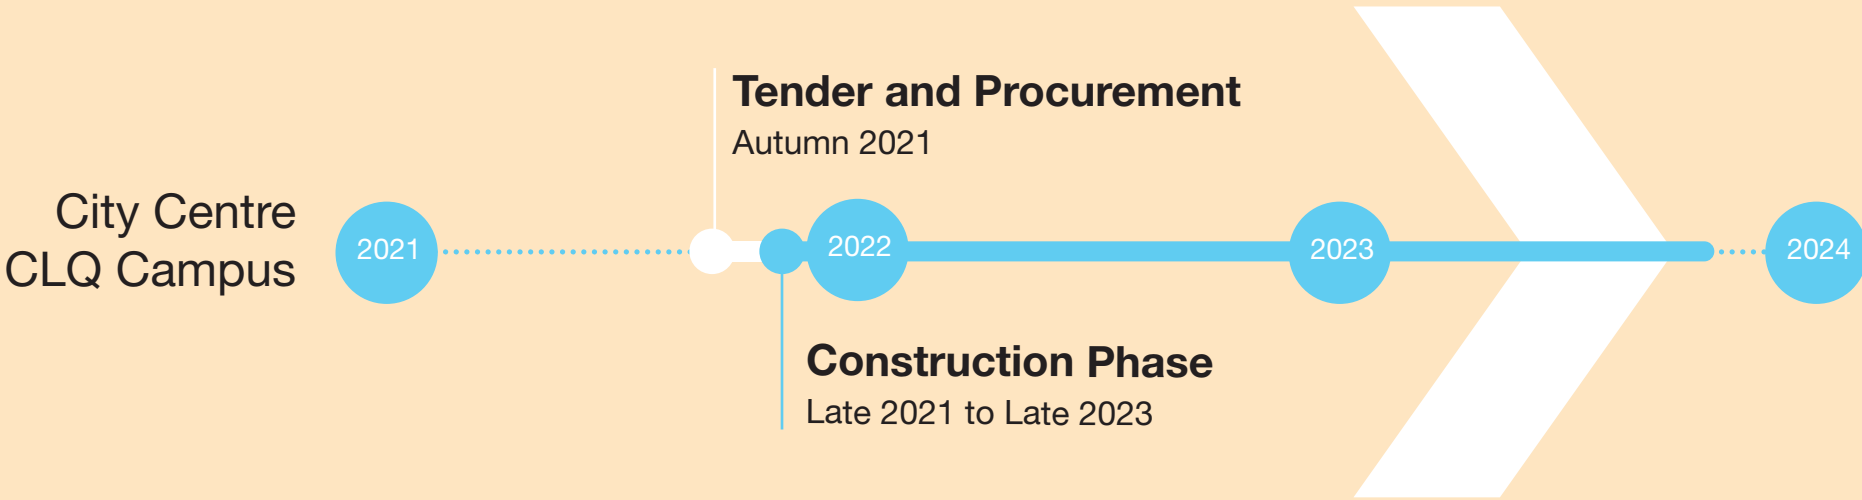 Tender and Procurement
Autumn 2021
City Centre
CLQ Campus
2021
2022
2023
2024
Construction Phase
Late 2021 to Late 2023